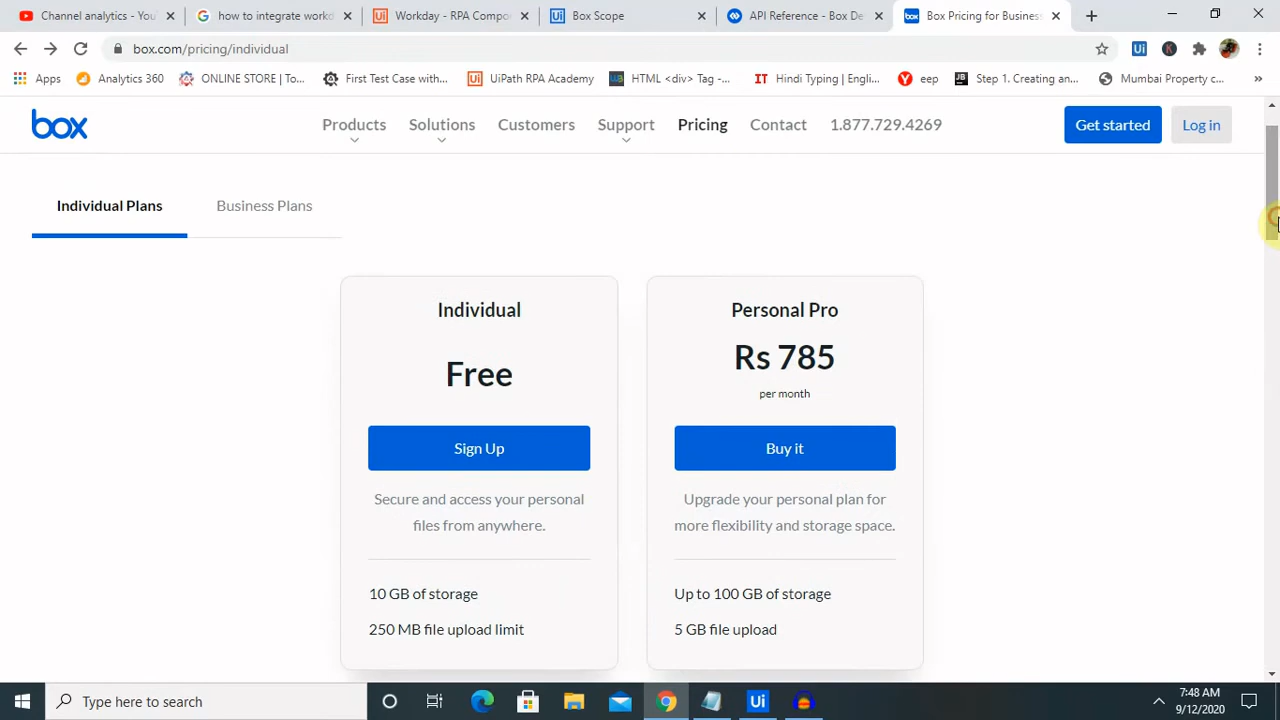 Channel analytics - You
how to integrate workd
Workday - RPA Compo
Box Scope
API Reference - Box De
Box Pricing for Business
box.com/pricing/individual
Apps
Analytics 360
ONLINE STORE | To...
First Test Case with...
UiPath RPA Academy
HTML <div> Tag -...
Hindi Typing | Engli...
eep
Step 1. Creating an...
Mumbai Property c...
box
Products
Solutions
Customers
Support
Pricing
Contact
1.877.729.4269
Get started
Log in
Individual Plans
Business Plans
Individual
Free
Sign Up
Secure and access your personal
files from anywhere.
10 GB of storage
250 MB file upload limit
Personal Pro
Rs 785
per month
Buy it
Upgrade your personal plan for
more flexibility and storage space.
Up to 100 GB of storage
5 GB file upload
Type here to search
7:48 AM
9/12/2020